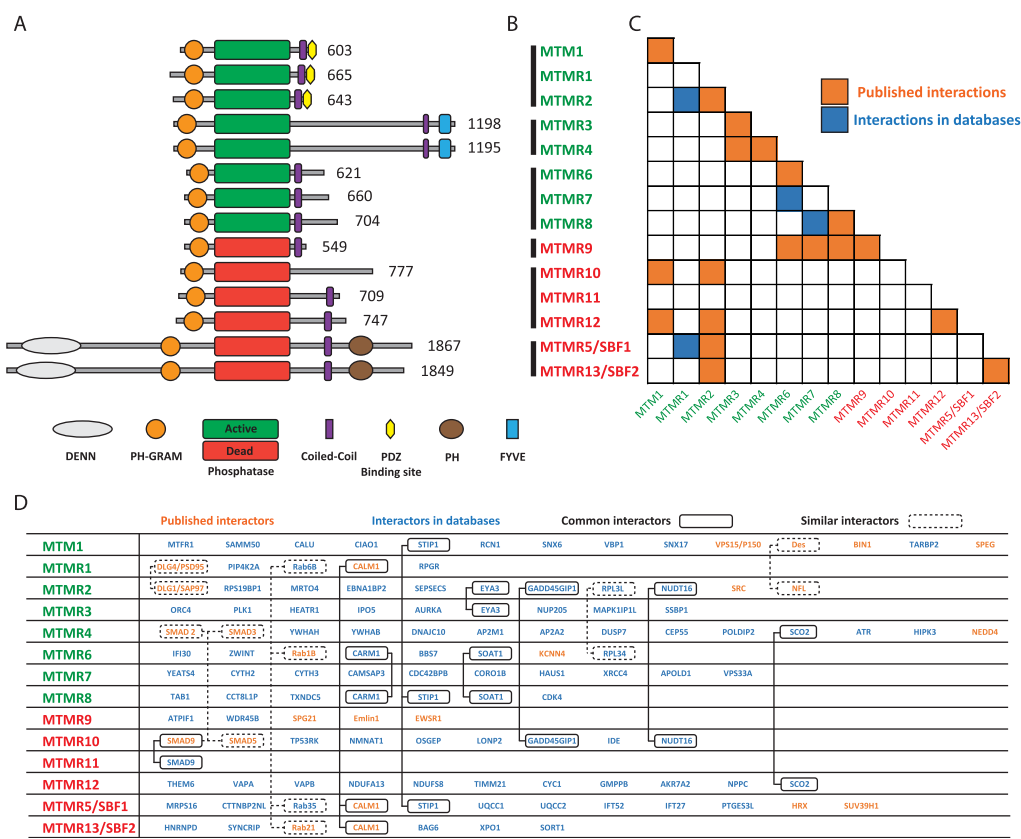 A
B
C
603
665
643
1198
1195
621
660
704
549
777
709
747
1867
1849
MTM1
MTMR1
MTMR2
MTMR3
MTMR4
MTMR6
MTMR7
MTMR8
MTMR9
MTMR10
MTMR11
MTMR12
MTMR5/SBF1
MTMR13/SBF2
Published interactions
Interactions in databases
MTM1
MTMR1
MTMR2
MTMR3
MTMR4
MTMR6
MTMR7
MTMR8
MTMR9
MTMR10
MTMR11
MTMR12
MTMR5/SBF1
MTMR13/SBF2
DENN
PH-GRAM
Active
Dead
Phosphatase
Coiled-Coil
PDZ
Binding site
PH
FYVE
D
Published interactors Interactors in databases Common interactors Similar interactors
MTM1 MTFR1 SAMM50 CALU CIAO1 STIP1 RCN1 SNX6 VBP1 SNX17 VPS15/P150 Des BIN1 TARBP2 SPEG
MTMR1 DLG4/PSD95 PIP4K2A Rab6B CALM1 RPGR
MTMR2 DLG1/SAP97 RPS19BP1 MRTO4 EBNA1BP2 SEPSECS EYA3 GADD45GIP1 RPL3L NUDT16 SRC NFL
MTMR3 ORC4 PLK1 HEATR1 IPO5 AURKA EYA3 NUP205 MAPK1IP1L SSBP1
MTMR4 SMAD 2 SMAD3 YWHAH YWHAB DNAJC10 AP2M1 AP2A2 DUSP7 CEP55 POLDIP2 SCO2 ATR HIPK3 NEDD4
MTMR6 IFI30 ZWINT Rab1B CARM1 BBS7 SOAT1 KCNN4 RPL34
MTMR7 YEATS4 CYTH2 CYTH3 CAMSAP3 CDC42BPB CORO1B HAUS1 XRCC4 APOLD1 VPS33A
MTMR8 TAB1 CCT8L1P TXNDC5 CARM1 STIP1 SOAT1 CDK4
MTMR9 ATPIF1 WDR45B SPG21 Emlin1 EWSR1
MTMR10 SMAD9 SMAD5 TP53RK NMNAT1 OSGEP LONP2 GADD45GIP1 IDE NUDT16
MTMR11 SMAD9
MTMR12 THEM6 VAPA VAPB NDUFA13 NDUFS8 TIMM21 CYC1 GMPPB AKR7A2 NPPC SCO2
MTMR5/SBF1 MRPS16 CTTNBP2NL Rab35 CALM1 STIP1 UQCC1 UQCC2 IFT52 IFT27 PTGES3L HRX SUV39H1
MTMR13/SBF2 HNRNPD SYNCRIP Rab21 CALM1 BAG6 XPO1 SORT1